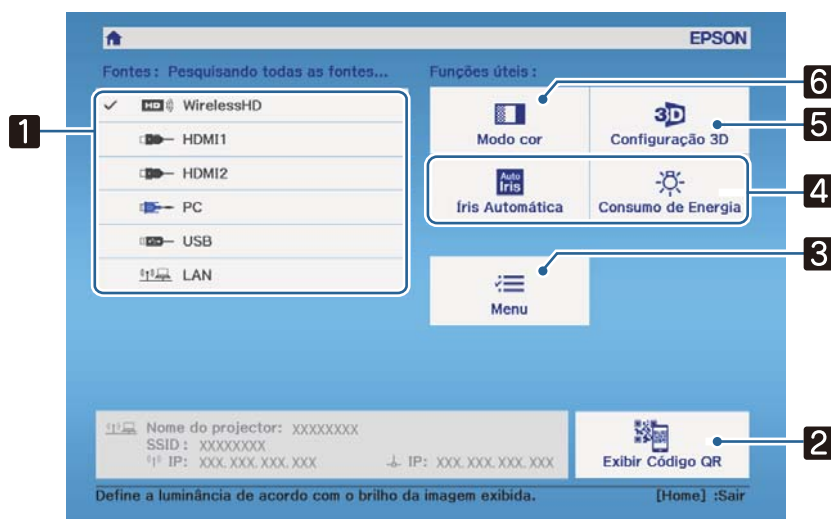 EPSON
Fontes: Pesquisando todas as fontes...
Funções úteis:
WirelessHD
HDMI1
HDMI2
PC
USB
LAN
Modo cor
3D
Configuração 3D
Auto
Iris
Íris Automática
Consumo de Energia
Menu
Nome do projector: XXXXXXXX
SSID: XXXXXXXX
IP: XXX.XXX.XXX.XXX
IP: XXX.XXX.XXX.XXX
Exibir Código QR
Define a luminância de acordo com o brilho da imagem exibida.
[Home] :Sair
1
6
5
4
3
2